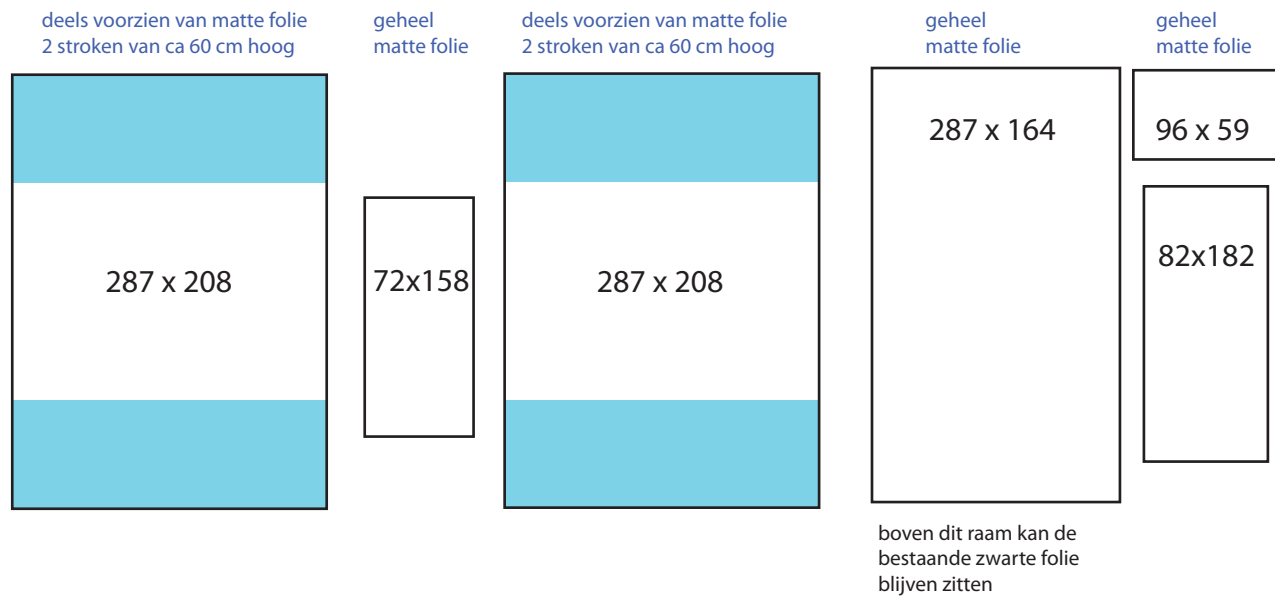 deels voorzien van matte folie
2 stroken van ca 60 cm hoog
287 x 208
geheel
matte folie
72x158
deels voorzien van matte folie
2 stroken van ca 60 cm hoog
287 x 208
geheel
matte folie
287 x 164
boven dit raam kan de
bestaande zwarte folie
blijven zitten
geheel
matte folie
96 x 59
82x182